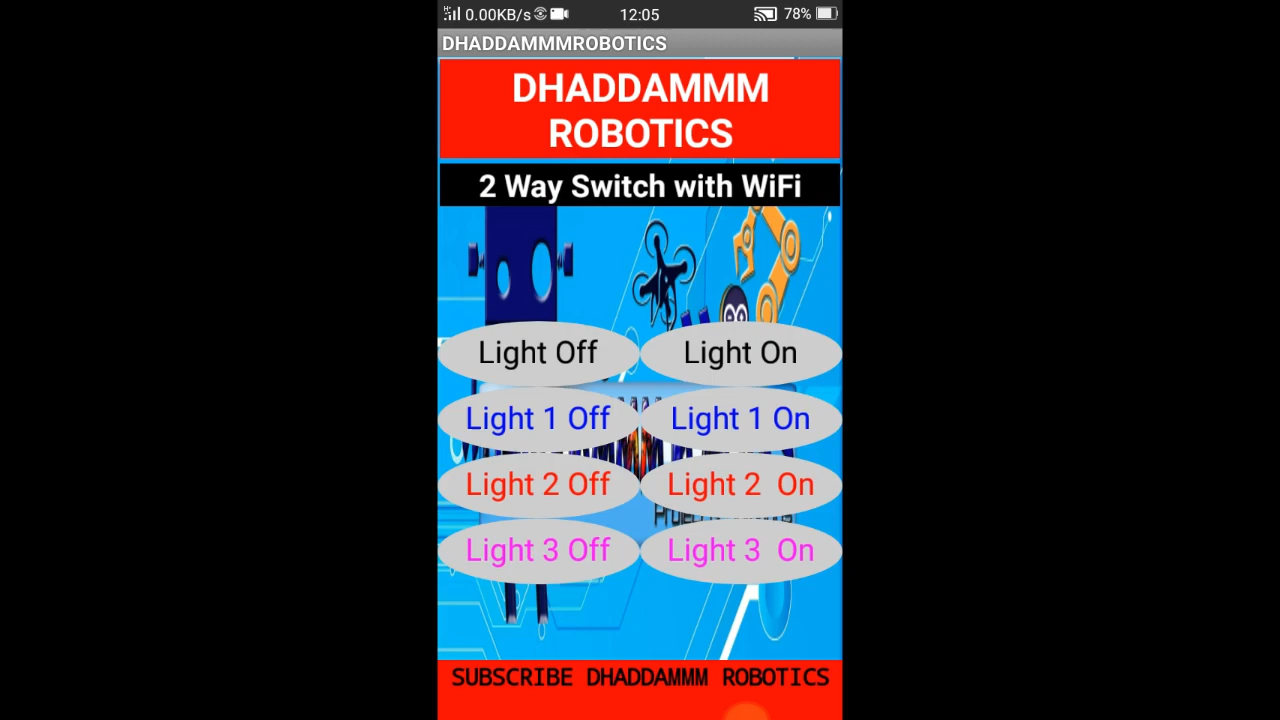 0.00KB/s 12:05 78%
DHADDAMMMROBOTICS
DHADDAMMM
ROBOTICS
2 Way Switch with WiFi
Light Off Light On
Light 1 Off Light 1 On
Light 2 Off Light 2 On
Light 3 Off Light 3 On
SUBSCRIBE DHADDAMMM ROBOTICS